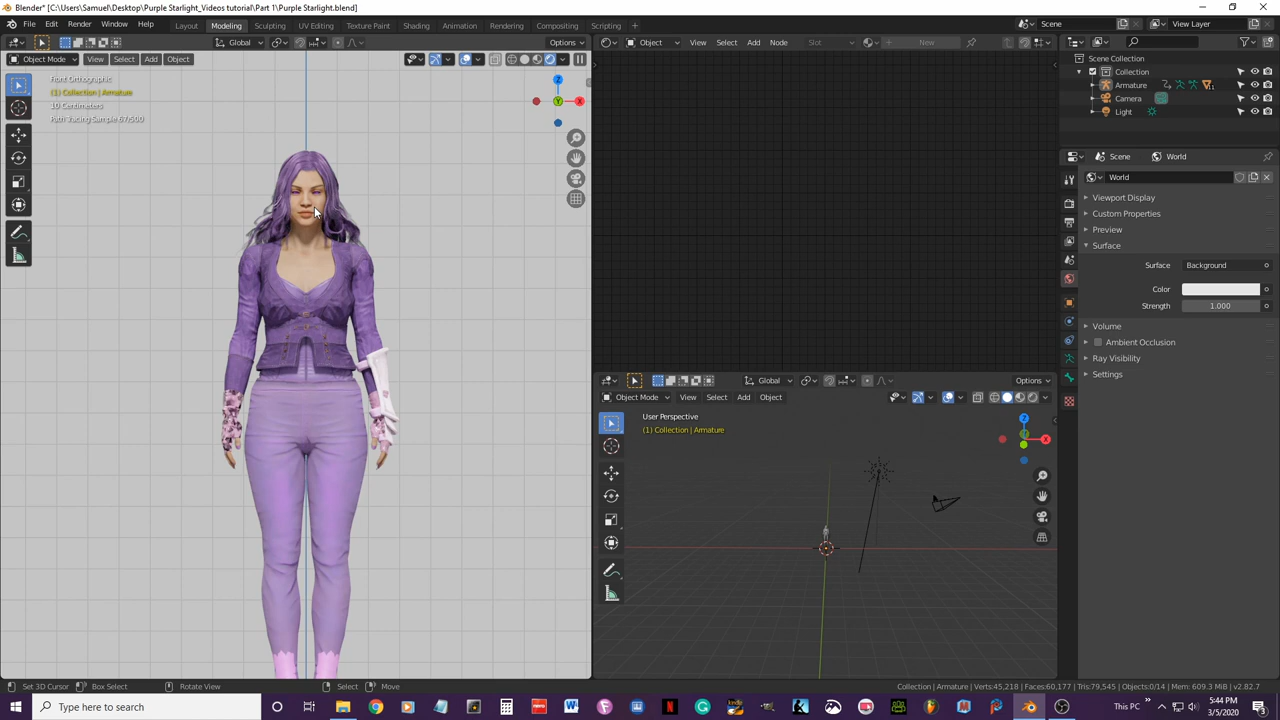 Blender* [C:\Users\Samuel\Desktop\Purple Starlight_Videos tutorial\Part 1\Purple Starlight.blend]
File Edit Render Window Help Layout Modeling Sculpting UV Editing Texture Paint Shading Animation Rendering Compositing Scripting + Scene View Layer
Global Options
Object Mode View Select Add Object
Front Orthographic
(1) Collection | Armature
10 Centimeters
Path Tracing Sample 67/500
Z
Y
X
Object View Select Add Node Slot New
Global Options
Object Mode View Select Add Object
User Perspective
(1) Collection | Armature
Z
X
Scene Collection
Collection
Armature
11
Camera
Light
Scene World
World
Viewport Display
Custom Properties
Preview
Surface
Surface Background
Color
Strength 1.000
Volume
Ambient Occlusion
Ray Visibility
Settings
Set 3D Cursor Box Select Rotate View Select Move
Collection | Armature | Verts:45,218 | Faces:60,177 | Tris:79,545 | Objects:0/14 | Mem: 609.3 MiB | v2.82.7
Type here to search
This PC
5:44 PM
3/5/2020